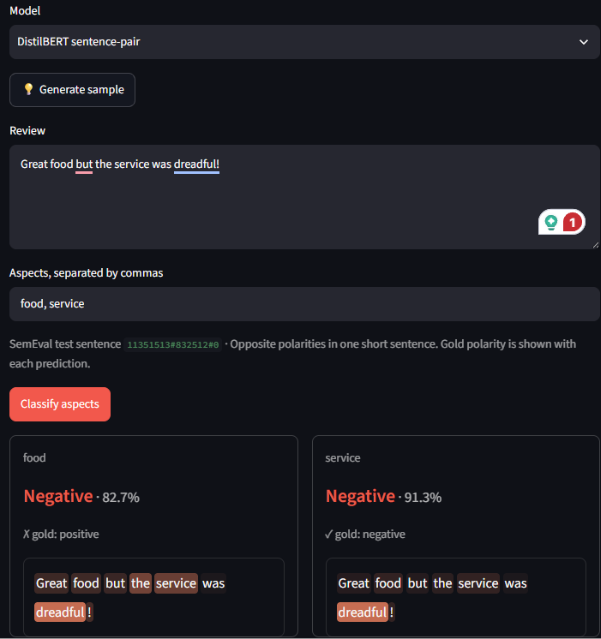 Model
DistilBERT sentence-pair
💡 Generate sample
Review
Great food but the service was dreadful!
1
Aspects, separated by commas
food, service
SemEval test sentence 11351513#832512#0 · Opposite polarities in one short sentence. Gold polarity is shown with
each prediction.
Classify aspects
food
Negative · 82.7%
✗ gold: positive
Great food but the service was
dreadful !
service
Negative · 91.3%
✓ gold: negative
Great food but the service was
dreadful !